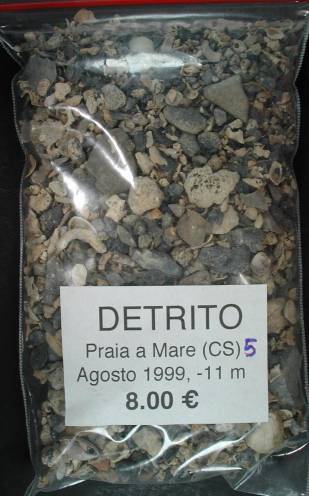 DETRITO
Praia a Mare (CS) 5
Agosto 1999, -11 m
8.00 €